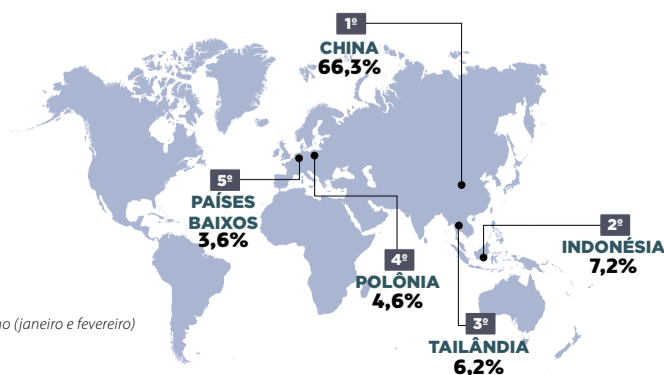 1º
CHINA
66,3%
5º
PAÍSES
BAIXOS
3,6%
2º
INDONÉSIA
7,2%
4º
POLÔNIA
4,6%
(janeiro e fevereiro)
3º
TAILÂNDIA
6,2%